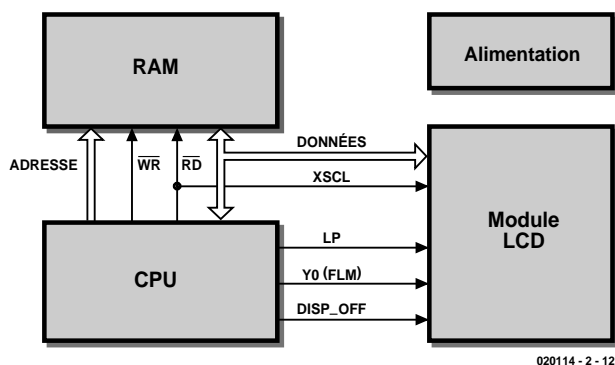 RAM
Alimentation
ADRESSE
WR
RD
DONNÉES
XSCL
LP
Module
LCD
CPU
Y0 (FLM)
DISP_OFF
020114 - 2 - 12